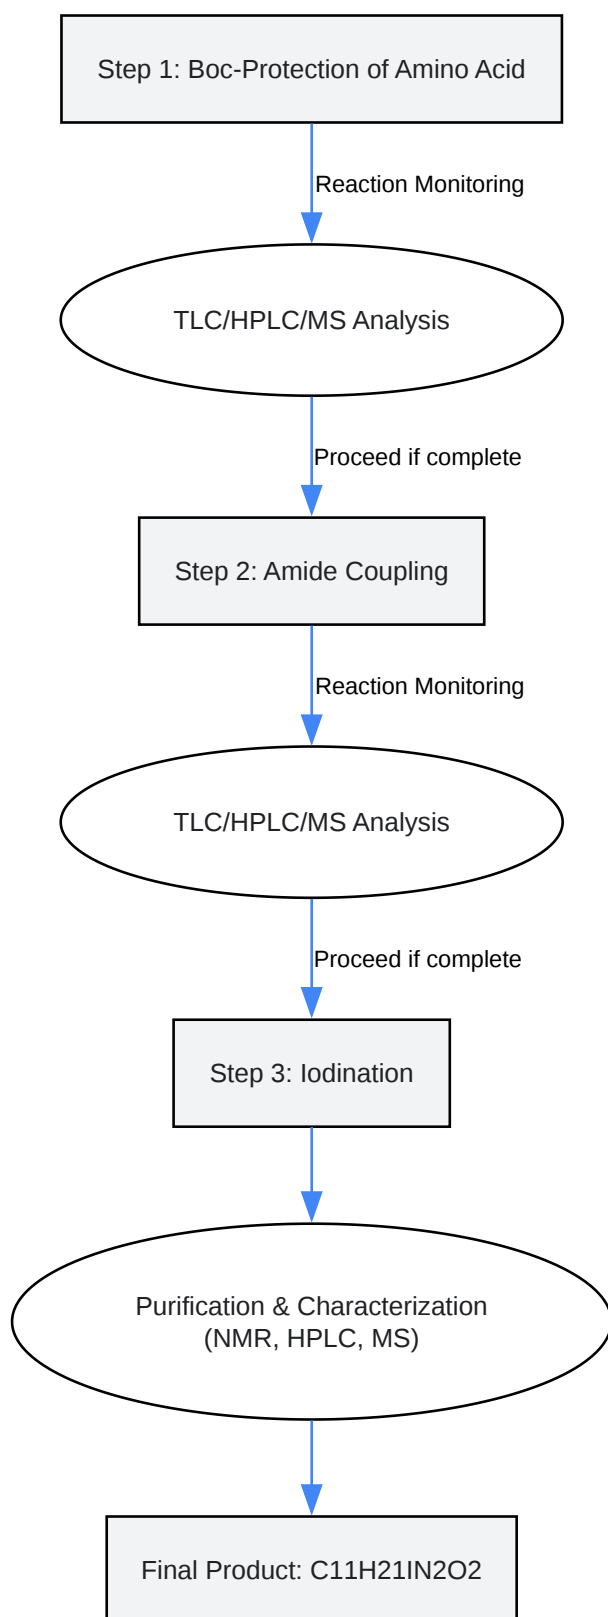 Step 1: Boc-Protection of Amino Acid
Reaction Monitoring
TLC/HPLC/MS Analysis
Proceed if complete
Step 2: Amide Coupling
Reaction Monitoring
TLC/HPLC/MS Analysis
Proceed if complete
Step 3: Iodination
Purification & Characterization
(NMR, HPLC, MS)
Final Product: C11H21IN2O2